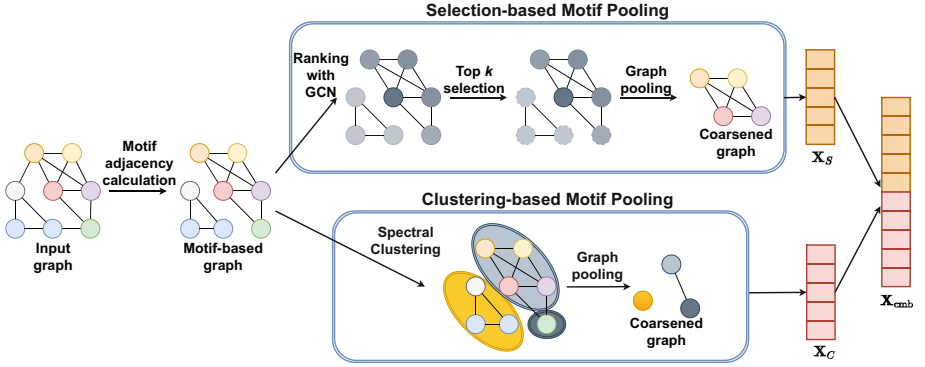 Selection-based Motif Pooling
Ranking
with
GCN
Top k
selection
Graph
pooling
Coarsened
graph
X_S
Motif
adjacency
calculation
Input
graph
Motif-based
graph
Clustering-based Motif Pooling
Spectral
Clustering
Graph
pooling
Coarsened
graph
X_C
X_cmb